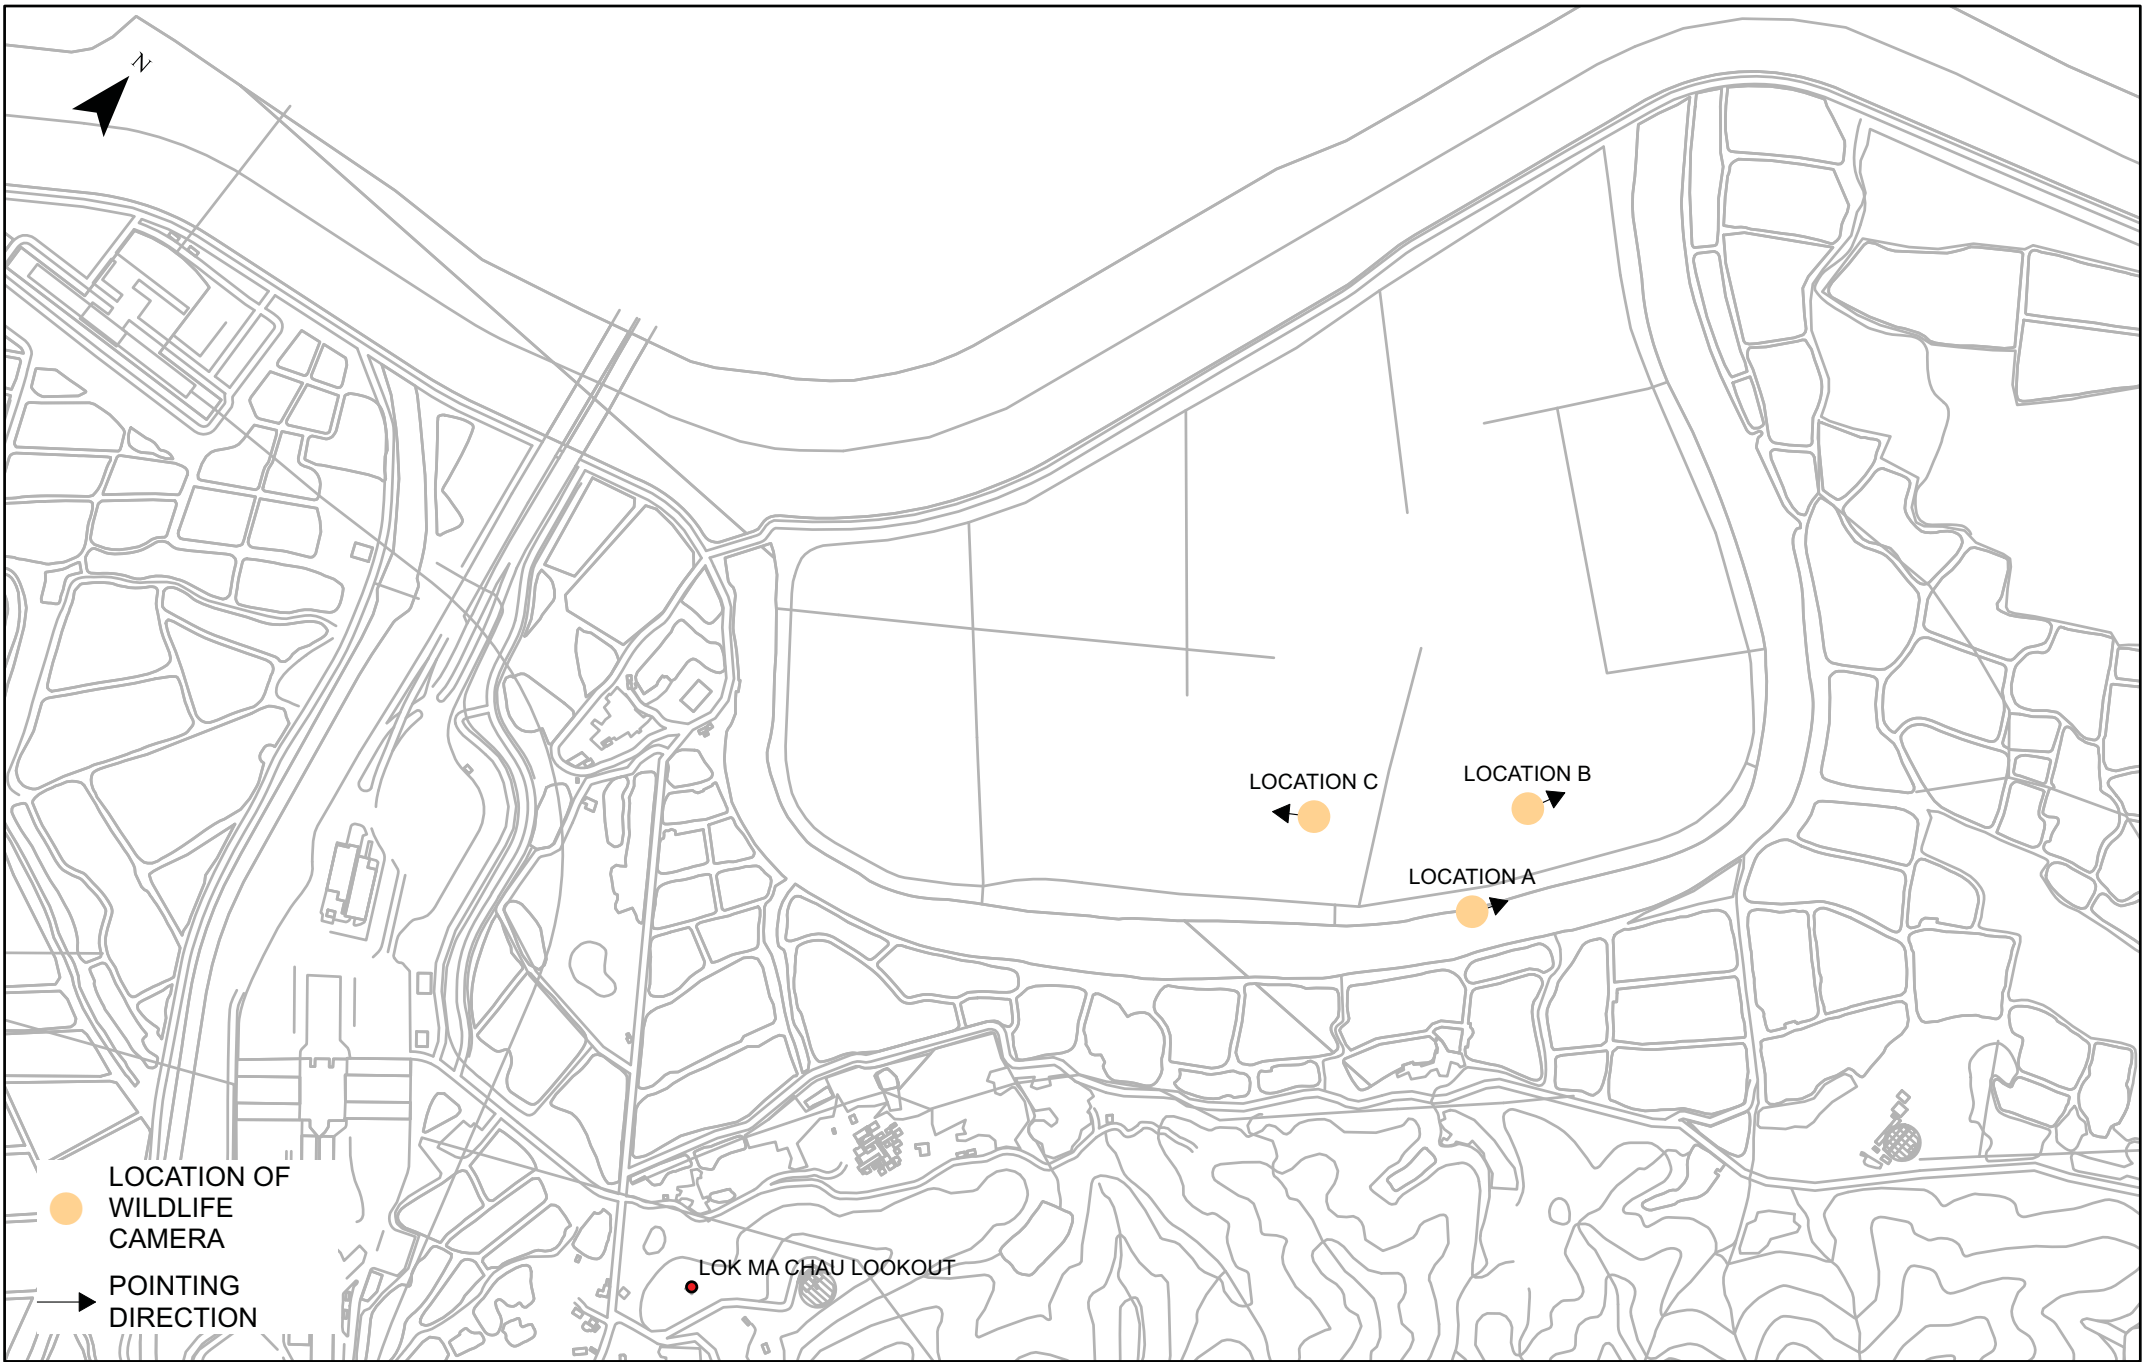 N
LOCATION C
LOCATION B
LOCATION A
LOCATION OF
WILDLIFE
CAMERA
LOK MA CHAU LOOKOUT
POINTING
DIRECTION